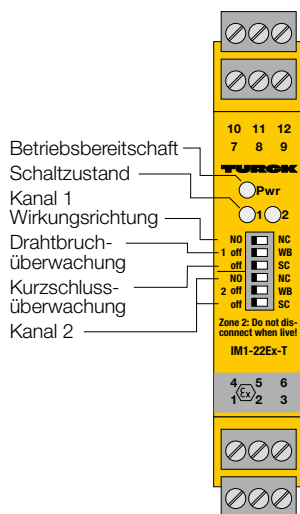 10 11 12
7 8 9
TURCK
Betriebsbereitschaft
Pwr
Schaltzustand
1 2
Kanal 1
Wirkungsrichtung
NO NC
Drahtbruch-
überwachung
1 off WB
Kurzschluss-
überwachung
off SC
Kanal 2
NO NC
2 off WB
off SC
Zone 2: Do not dis-
connect when live!
IM1-22Ex-T
4 5 6
Ex
1 2 3